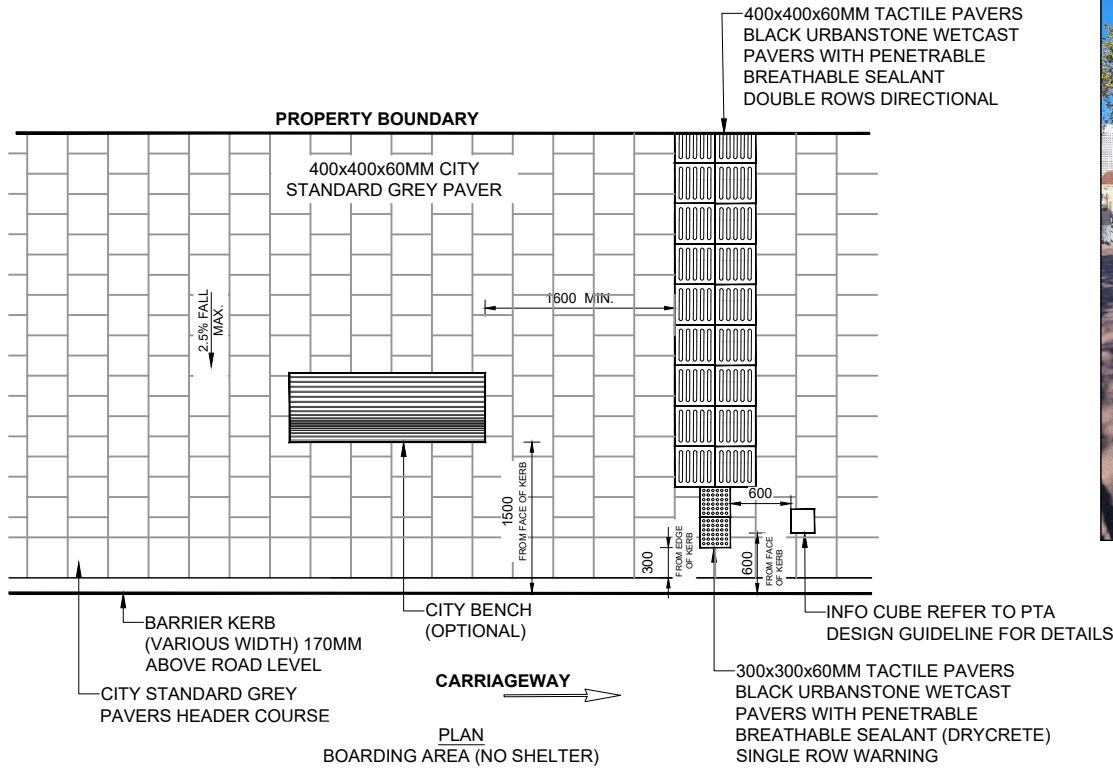 400x400x60MM TACTILE PAVERS
BLACK URBANSTONE WETCAST
PAVERS WITH PENETRABLE
BREATHABLE SEALANT
DOUBLE ROWS DIRECTIONAL
PROPERTY BOUNDARY
400x400x60MM CITY
STANDARD GREY PAVER
2.5% FALL
MAX.
1600 MIN.
1500
FROM FACE OF KERB
300
FROM EDGE
OF KERB
600
600
FROM FACE
OF KERB
BARRIER KERB
(VARIOUS WIDTH) 170MM
ABOVE ROAD LEVEL
CITY BENCH
(OPTIONAL)
INFO CUBE REFER TO PTA
DESIGN GUIDELINE FOR DETAILS
CITY STANDARD GREY
PAVERS HEADER COURSE
CARRIAGEWAY
300x300x60MM TACTILE PAVERS
BLACK URBANSTONE WETCAST
PAVERS WITH PENETRABLE
BREATHABLE SEALANT (DRYCRETE)
SINGLE ROW WARNING
PLAN
BOARDING AREA (NO SHELTER)